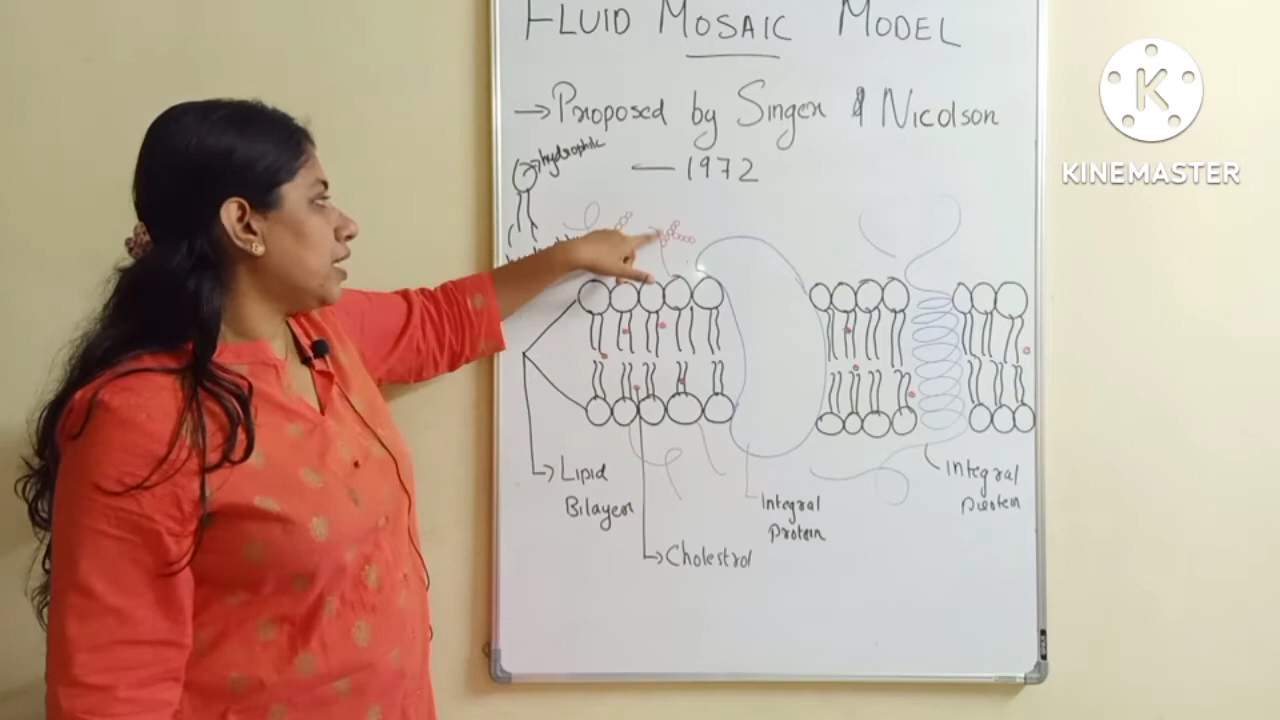 FLUID MOSAIC MODEL
→ Proposed by Singer & Nicolson
— 1972
hydrophilic
Lipid
Bilayer
Integral
protein
Integral
protein
Cholestrol
K
KINEMASTER